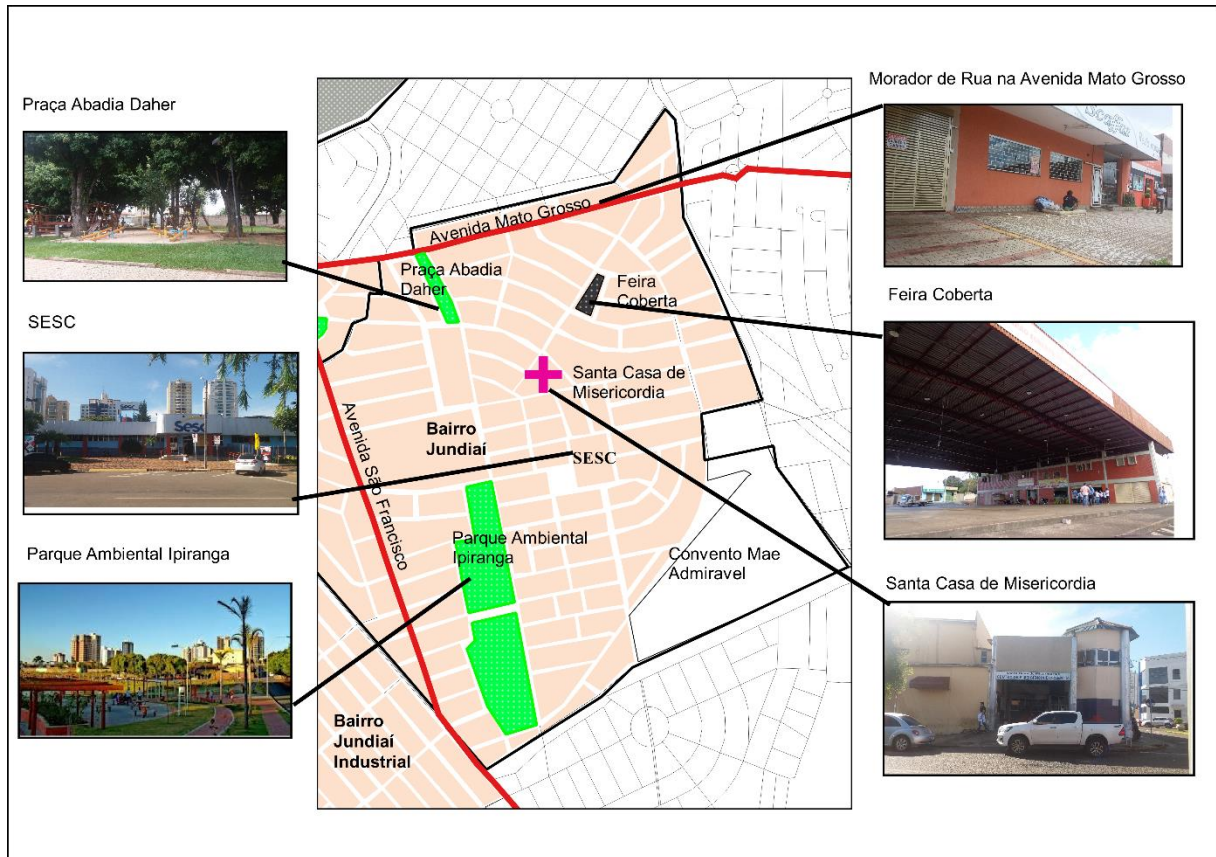 Praça Abadia Daher
SESC
Sesc
Parque Ambiental Ipiranga
Avenida Mato Grosso
Praça Abadia
Daher
Feira
Coberta
Santa Casa de
Misericordia
Bairro
Jundiaí
SESC
Avenida São Francisco
Parque Ambiental
Ipiranga
Convento Mae
Admiravel
Bairro
Jundiaí
Industrial
Morador de Rua na Avenida Mato Grosso
Feira Coberta
Santa Casa de Misericordia